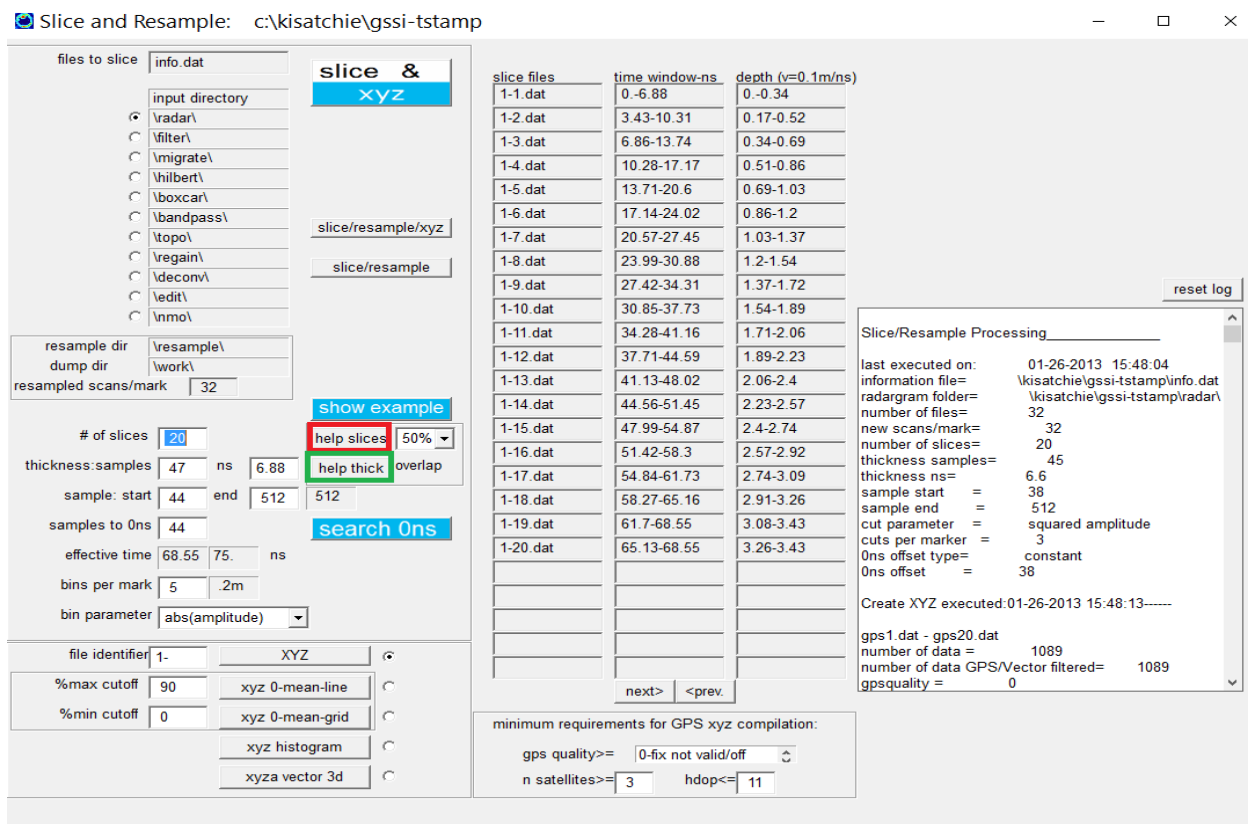 Slice and Resample: c:\kisatchie\gssi-tstamp
files to slice info.dat
slice &
xyz
input directory
\radar\
\filter\
\migrate\
\hilbert\
\boxcar\
\bandpass\
\topo\
\regain\
\deconv\
\edit\
\nmo\
slice/resample/xyz
slice/resample
resample dir \resample\
dump dir \work\
resampled scans/mark 32
show example
# of slices 20
help slices 50%
thickness:samples 47 ns 6.88
help thick overlap
sample: start 44 end 512 512
samples to 0ns 44
search 0ns
effective time 68.55 75. ns
bins per mark 5 .2m
bin parameter abs(amplitude)
file identifier 1- XYZ
%max cutoff 90 xyz 0-mean-line
%min cutoff 0 xyz 0-mean-grid
xyz histogram
xyza vector 3d
slice files time window-ns depth (v=0.1m/ns)
1-1.dat 0.-6.88 0.-0.34
1-2.dat 3.43-10.31 0.17-0.52
1-3.dat 6.86-13.74 0.34-0.69
1-4.dat 10.28-17.17 0.51-0.86
1-5.dat 13.71-20.6 0.69-1.03
1-6.dat 17.14-24.02 0.86-1.2
1-7.dat 20.57-27.45 1.03-1.37
1-8.dat 23.99-30.88 1.2-1.54
1-9.dat 27.42-34.31 1.37-1.72
1-10.dat 30.85-37.73 1.54-1.89
1-11.dat 34.28-41.16 1.71-2.06
1-12.dat 37.71-44.59 1.89-2.23
1-13.dat 41.13-48.02 2.06-2.4
1-14.dat 44.56-51.45 2.23-2.57
1-15.dat 47.99-54.87 2.4-2.74
1-16.dat 51.42-58.3 2.57-2.92
1-17.dat 54.84-61.73 2.74-3.09
1-18.dat 58.27-65.16 2.91-3.26
1-19.dat 61.7-68.55 3.08-3.43
1-20.dat 65.13-68.55 3.26-3.43
next> <prev.
minimum requirements for GPS xyz compilation:
gps quality>= 0-fix not valid/off
n satellites>= 3 hdop<= 11
reset log
Slice/Resample Processing______________
last executed on: 01-26-2013 15:48:04
information file= \kisatchie\gssi-tstamp\info.dat
radargram folder= \kisatchie\gssi-tstamp\radar\
number of files= 32
new scans/mark= 32
number of slices= 20
thickness samples= 45
thickness ns= 6.6
sample start = 38
sample end = 512
cut parameter = squared amplitude
cuts per marker = 3
0ns offset type= constant
0ns offset = 38
Create XYZ executed:01-26-2013 15:48:13------
gps1.dat - gps20.dat
number of data = 1089
number of data GPS/Vector filtered= 1089
gpsquality = 0